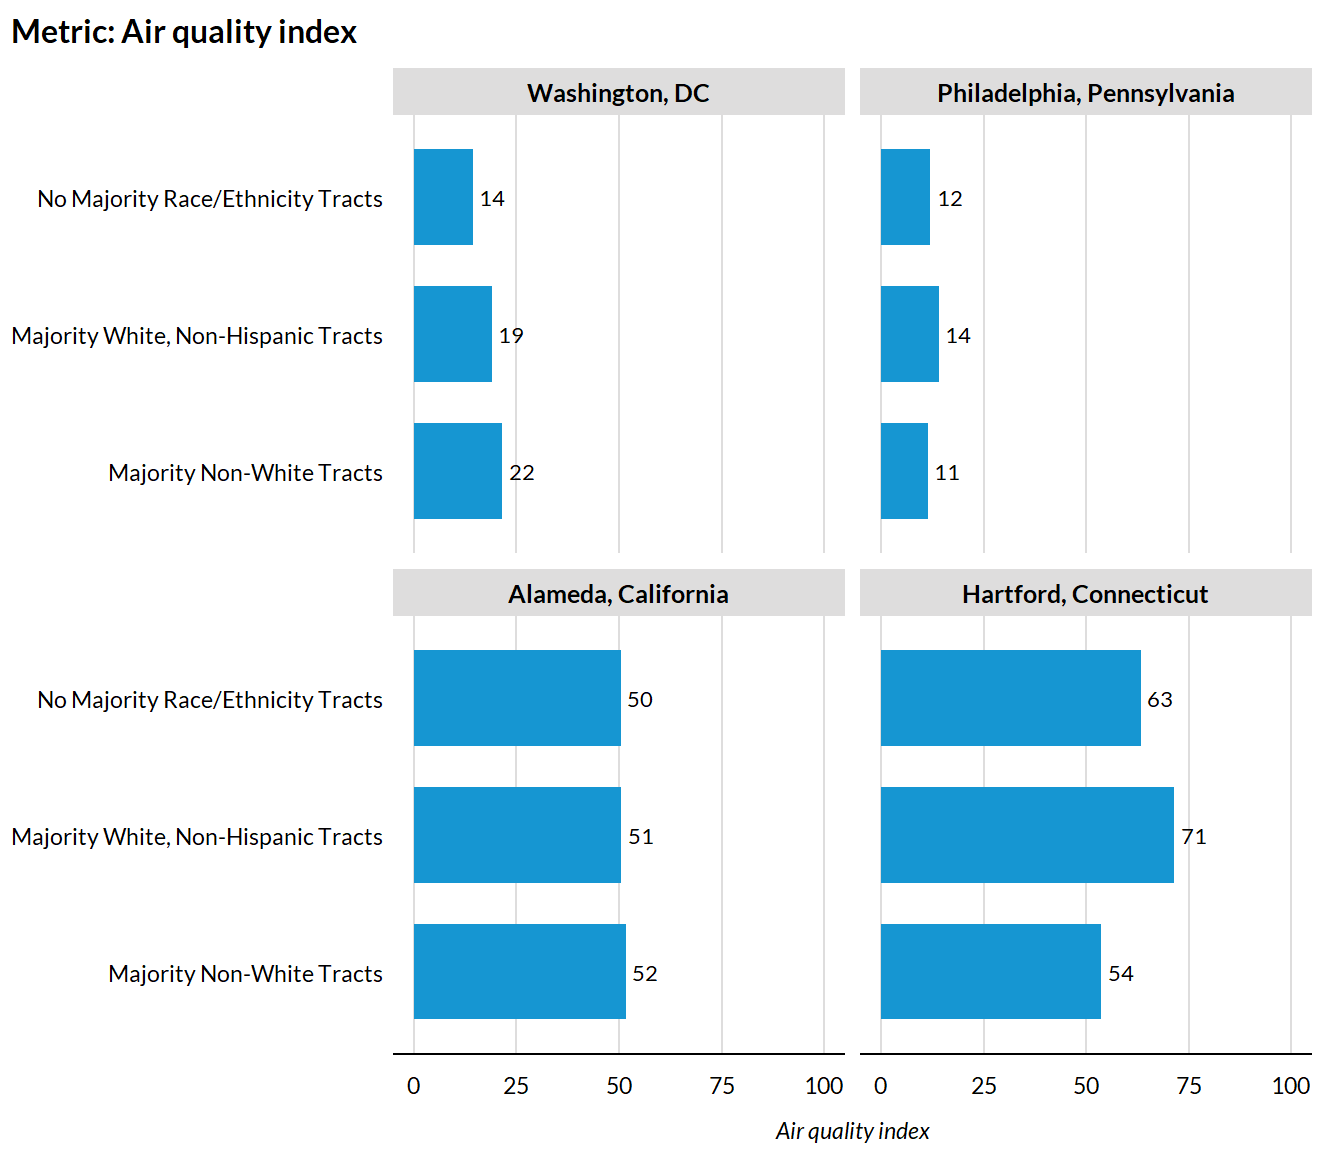 Metric: Air quality index
Washington, DC
Philadelphia, Pennsylvania
No Majority Race/Ethnicity Tracts
14
12
Majority White, Non-Hispanic Tracts
19
14
Majority Non-White Tracts
22
11
Alameda, California
Hartford, Connecticut
No Majority Race/Ethnicity Tracts
50
63
Majority White, Non-Hispanic Tracts
51
71
Majority Non-White Tracts
52
54
0 25 50 75 100
0 25 50 75 100
Air quality index